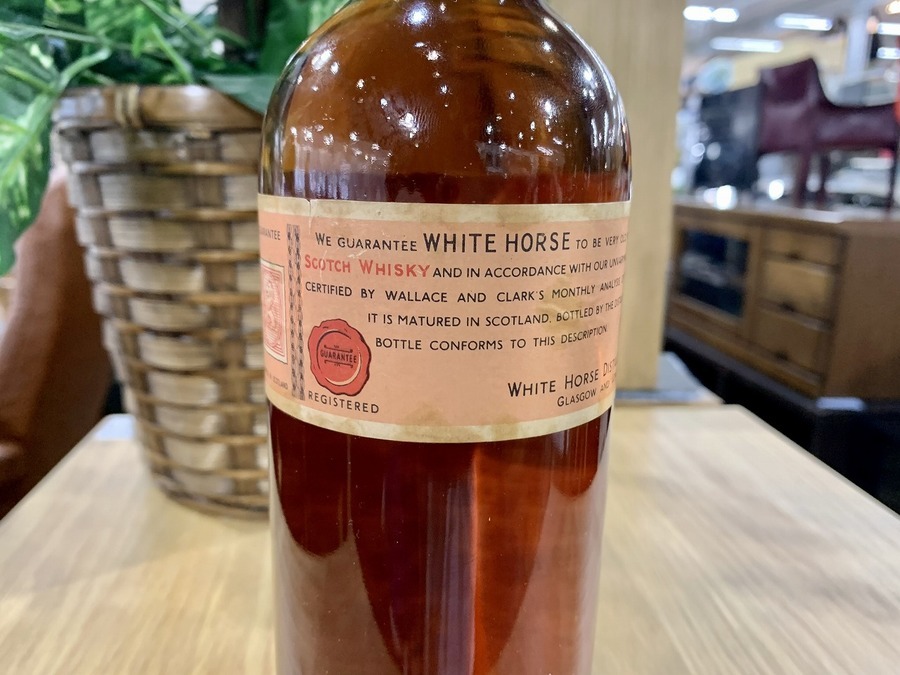 ARANTEE
WE GUARANTEE WHITE HORSE TO BE VERY
SCOTCH WHISKY AND IN ACCORDANCE WITH OUR
CERTIFIED BY WALLACE AND CLARK'S MONTHLY
IT IS MATURED IN SCOTLAND. BOTTLED BY THE
BOTTLE CONFORMS TO THIS DESCRIPTION.
GUARANTEE
REGISTERED
WHITE HORSE
GLASGOW
SCOTLAND